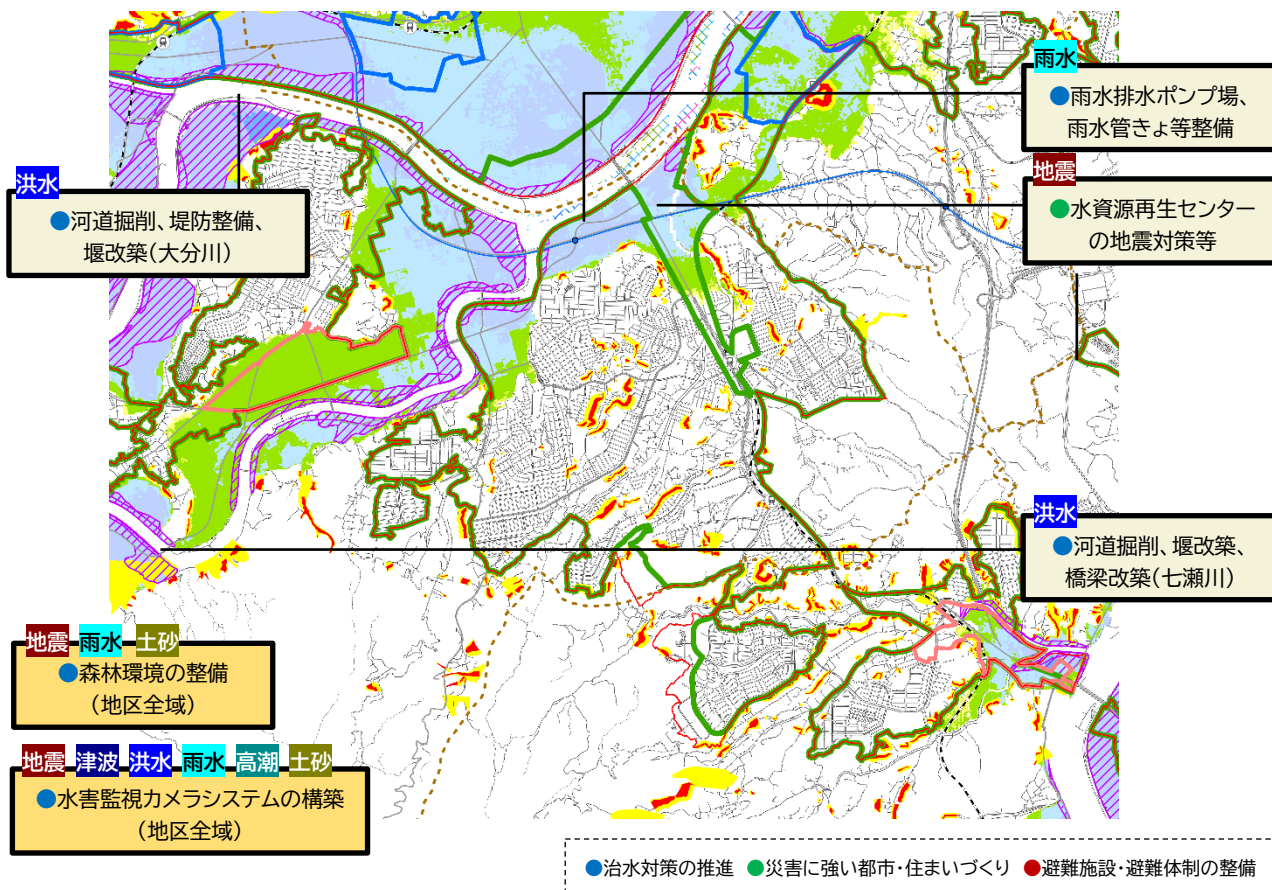 雨水
●雨水排水ポンプ場、
雨水管きょ等整備
地震
●水資源再生センター
の地震対策等
洪水
●河道掘削、堤防整備、
堰改築(大分川)
洪水
●河道掘削、堰改築、
橋梁改築(七瀬川)
地震 雨水 土砂
●森林環境の整備
(地区全域)
地震 津波 洪水 雨水 高潮 土砂
●水害監視カメラシステムの構築
(地区全域)
●治水対策の推進 ●災害に強い都市・住まいづくり ●避難施設・避難体制の整備